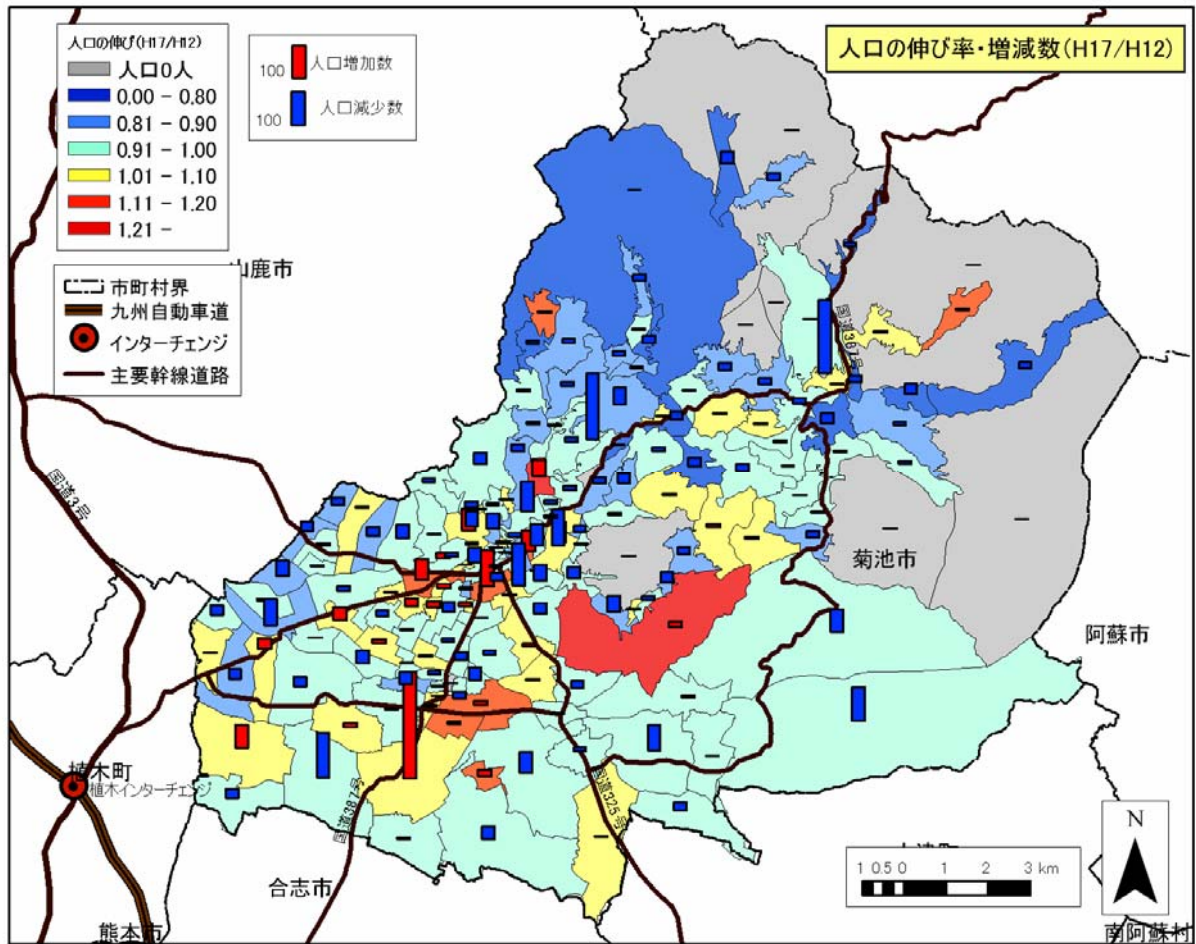 人口の伸び(H17/H12)
人口0人
0.00 - 0.80
0.81 - 0.90
0.91 - 1.00
1.01 - 1.10
1.11 - 1.20
1.21 -
100 人口増加数
100 人口減少数
人口の伸び率・増減数(H17/H12)
市町村界
九州自動車道
インターチェンジ
主要幹線道路
山鹿市
国道387号
国道3号
菊池市
阿蘇市
植木町
植木インターチェンジ
国道387号
国道325号
合志市
熊本市
南阿蘇村
N
1 0.5 0 1 2 3 km